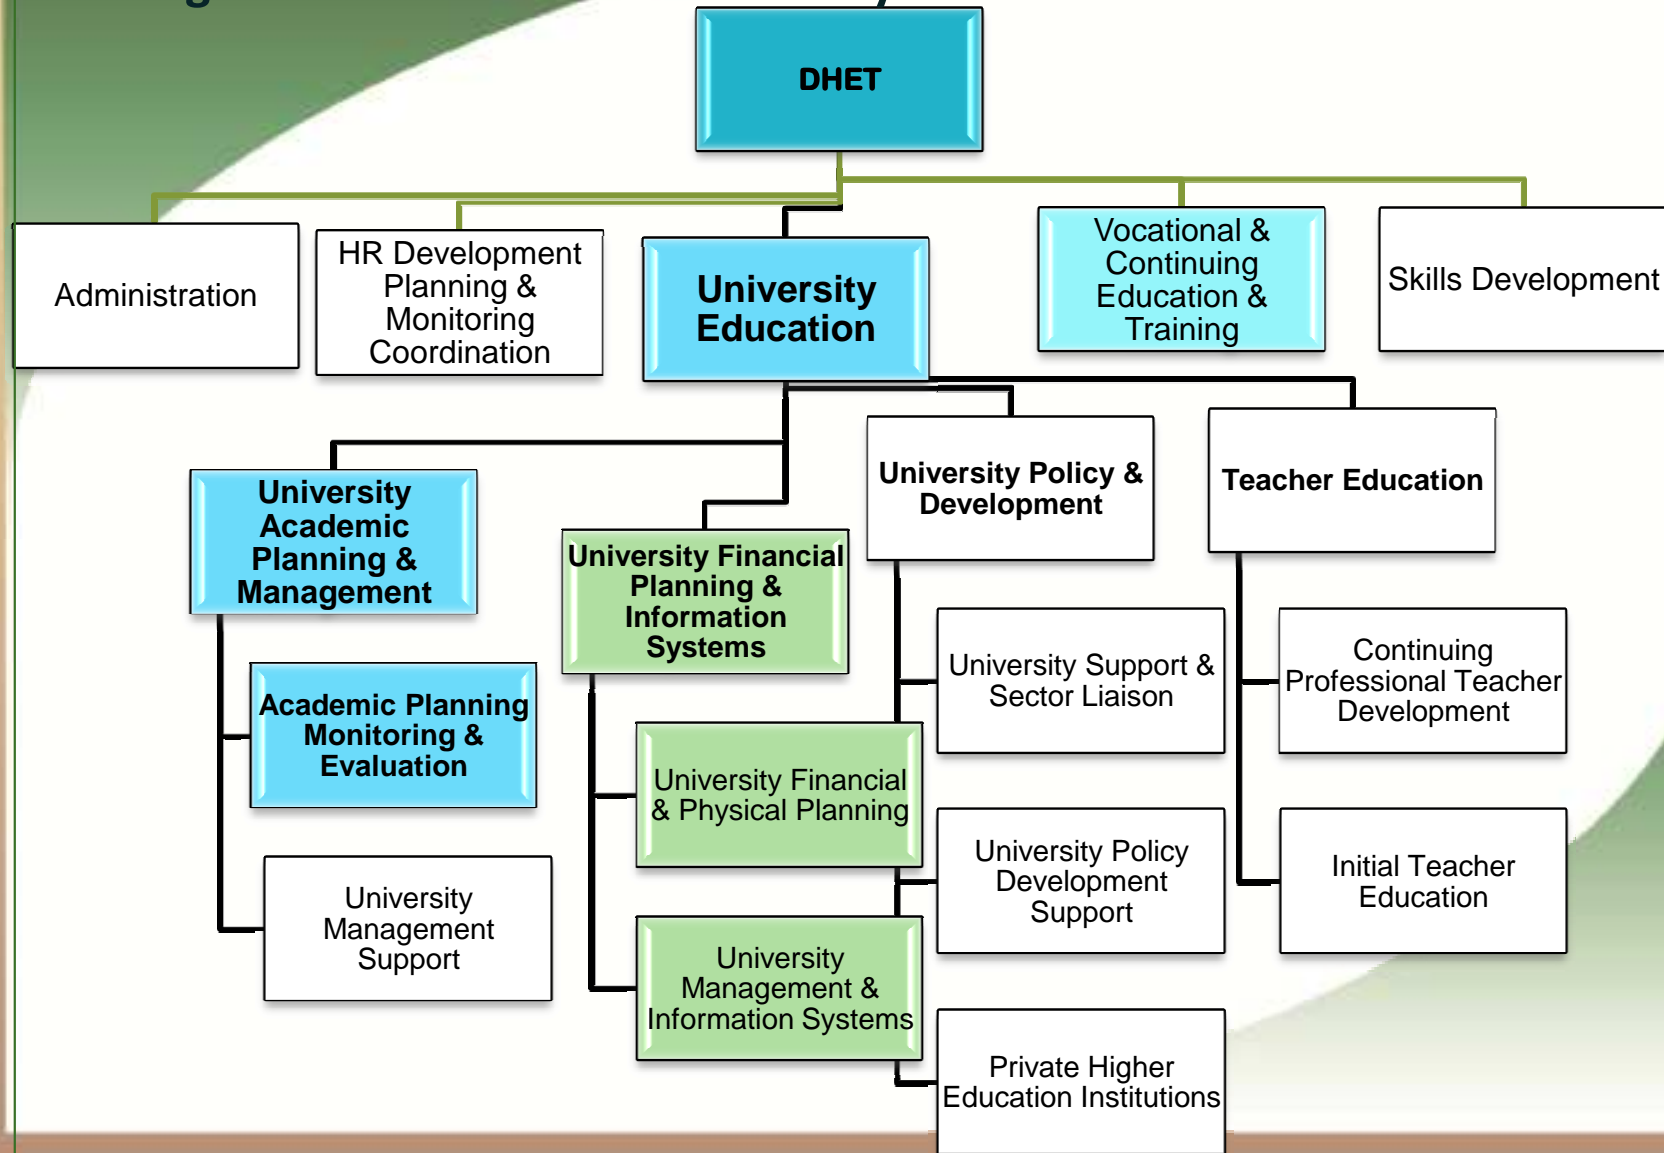 DHET
Administration
HR Development
Planning &
Monitoring
Coordination
University
Education
Vocational &
Continuing
Education &
Training
Skills Development
University
Academic
Planning &
Management
Academic Planning
Monitoring &
Evaluation
University
Management
Support
University Financial
Planning &
Information
Systems
University Financial
& Physical Planning
University
Management &
Information Systems
University Policy &
Development
University Support &
Sector Liaison
University Policy
Development
Support
Private Higher
Education Institutions
Teacher Education
Continuing
Professional Teacher
Development
Initial Teacher
Education